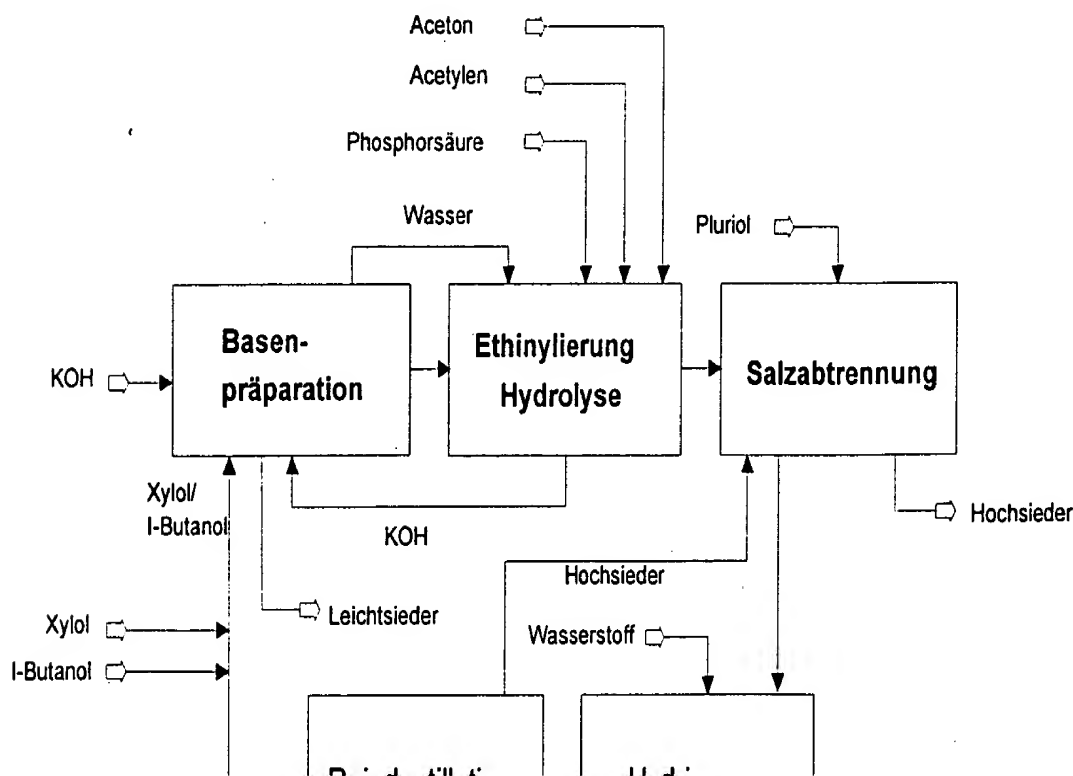 Aceton
Acetylen
Phosphorsäure
Wasser
Pluriol
Basen-
präparation
Ethinylierung
Hydrolyse
Salzabtrennung
KOH
Xylol/
I-Butanol
KOH
Hochsieder
Hochsieder
Leichtsieder
Xylol
Wasserstoff
I-Butanol